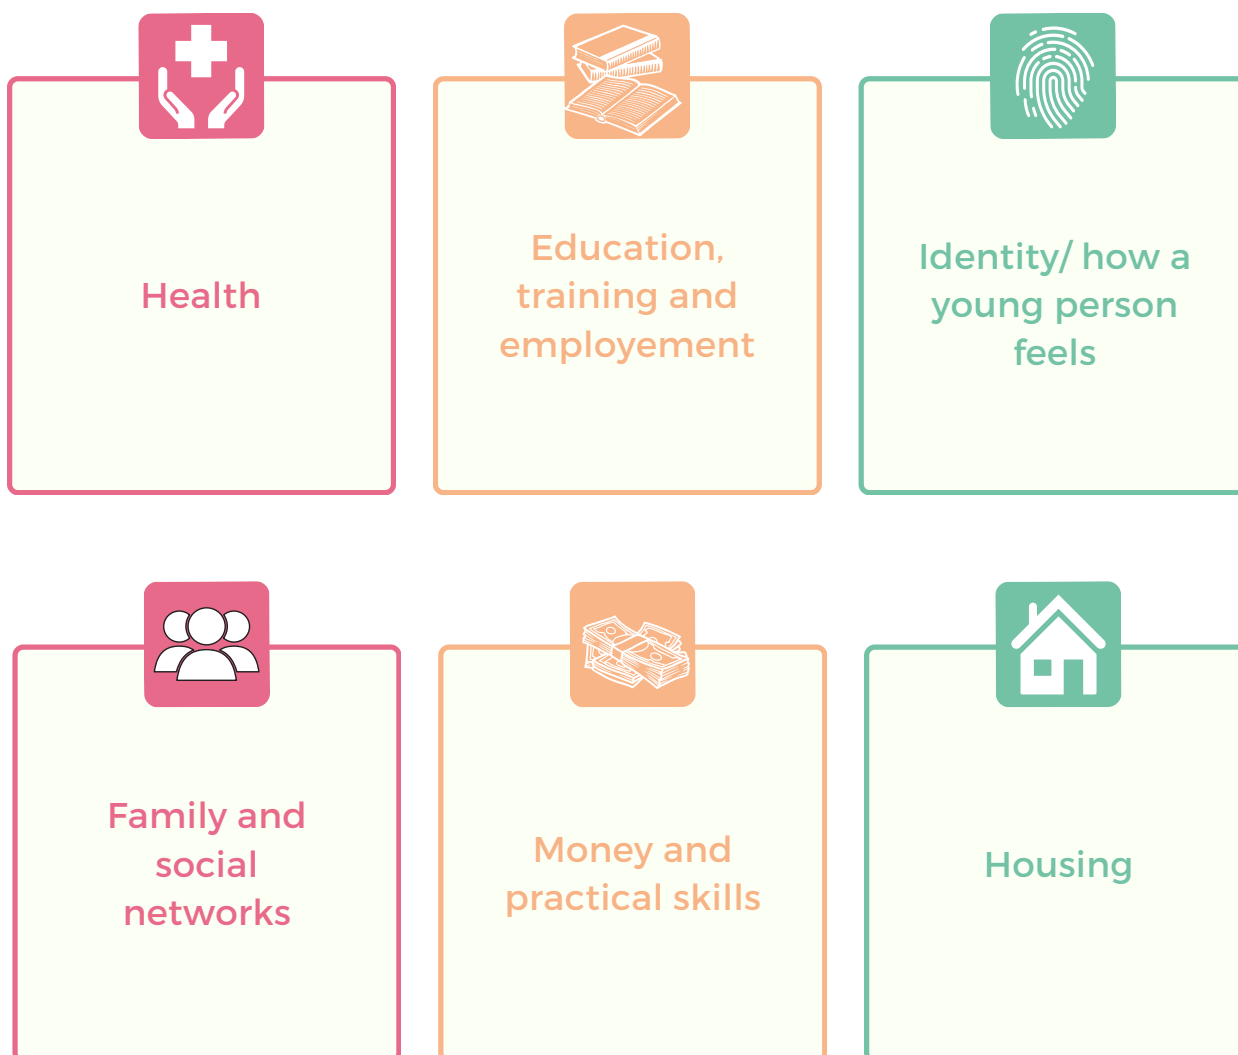 Health
Education,
training and
employement
Identity/ how a
young person
feels
Family and
social
networks
Money and
practical skills
Housing